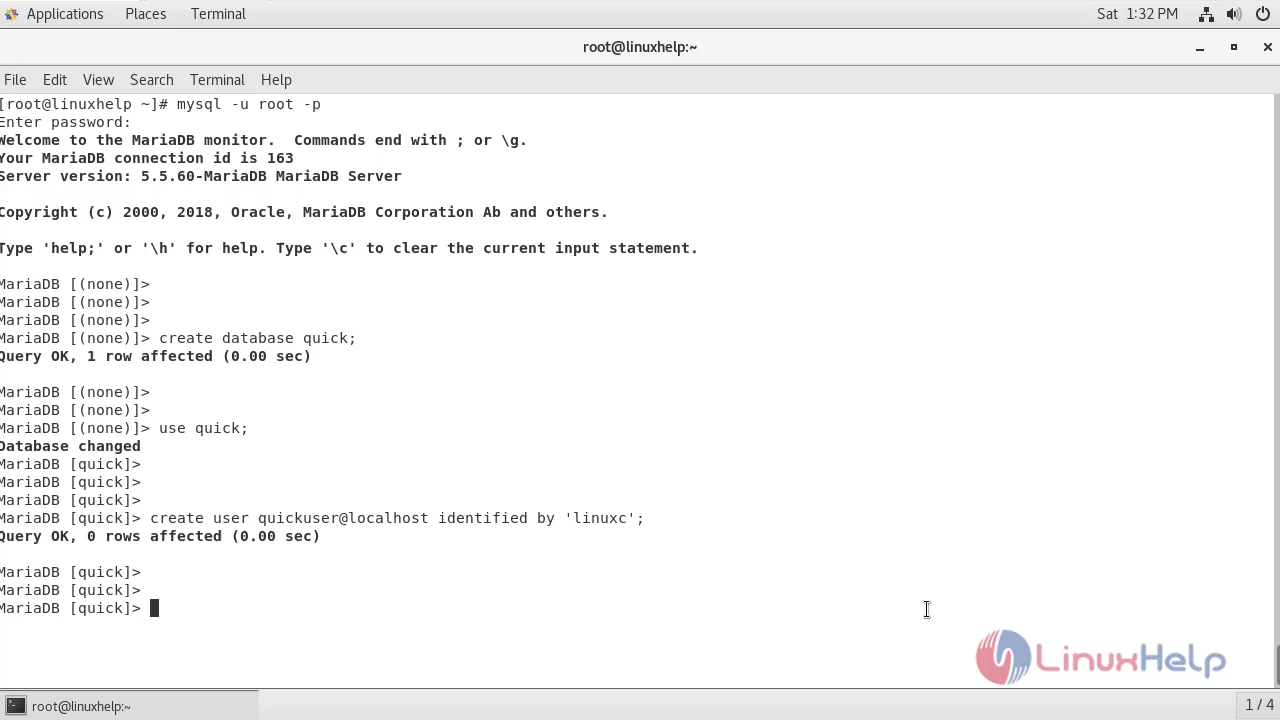 Applications Places Terminal Sat 1:32 PM
root@linuxhelp:~
File Edit View Search Terminal Help
[root@linuxhelp ~]# mysql -u root -p
Enter password:
Welcome to the MariaDB monitor.  Commands end with ; or \g.
Your MariaDB connection id is 163
Server version: 5.5.60-MariaDB MariaDB Server
Copyright (c) 2000, 2018, Oracle, MariaDB Corporation Ab and others.
Type 'help;' or '\h' for help. Type '\c' to clear the current input statement.
MariaDB [(none)]>
MariaDB [(none)]>
MariaDB [(none)]>
MariaDB [(none)]> create database quick;
Query OK, 1 row affected (0.00 sec)
MariaDB [(none)]>
MariaDB [(none)]>
MariaDB [(none)]> use quick;
Database changed
MariaDB [quick]>
MariaDB [quick]>
MariaDB [quick]>
MariaDB [quick]> create user quickuser@localhost identified by 'linuxc';
Query OK, 0 rows affected (0.00 sec)
MariaDB [quick]>
MariaDB [quick]>
MariaDB [quick]>
LinuxHelp
root@linuxhelp:~ 1 / 4